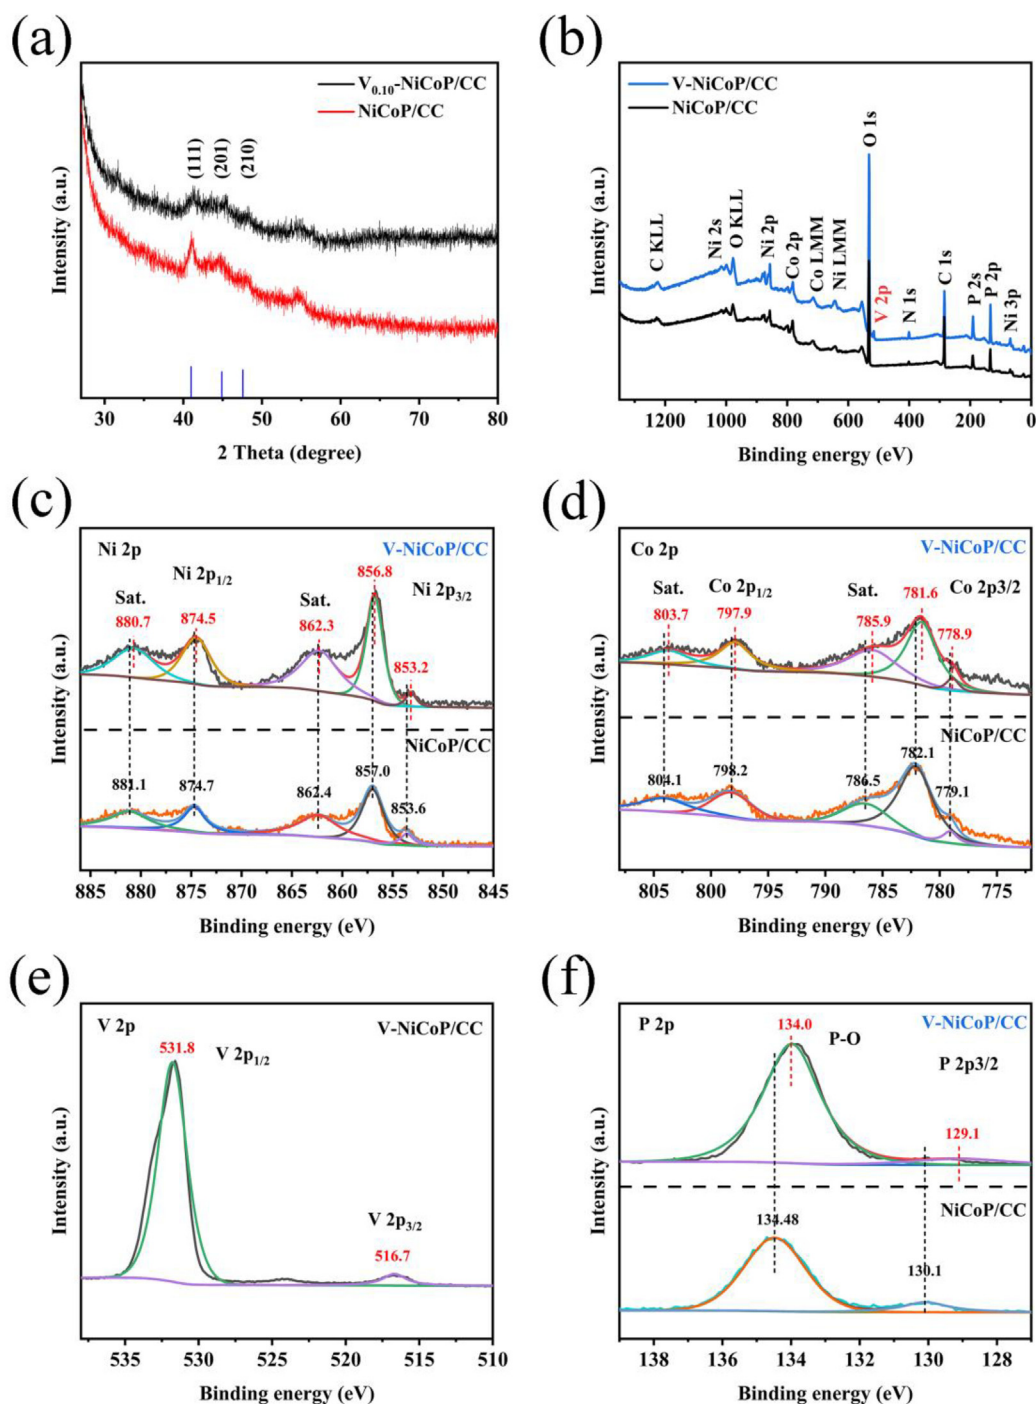 (a)
V0.10-NiCoP/CC
NiCoP/CC
(111)
(201)
(210)
Intensity (a.u.)
30 40 50 60 70 80
2 Theta (degree)
(b)
V-NiCoP/CC
NiCoP/CC
C KLL
Ni 2s
O KLL
Ni 2p
Co 2p
Co LMM
Ni LMM
O 1s
V 2p
N 1s
C 1s
P 2s
P 2p
Ni 3p
Intensity (a.u.)
1200 1000 800 600 400 200 0
Binding energy (eV)
(c)
Ni 2p
V-NiCoP/CC
Sat.
880.7
Ni 2p1/2
874.5
Sat.
862.3
856.8
Ni 2p3/2
853.2
NiCoP/CC
881.1
874.7
862.4
857.0
853.6
Intensity (a.u.)
885 880 875 870 865 860 855 850 845
Binding energy (eV)
(d)
Co 2p
V-NiCoP/CC
Sat.
803.7
Co 2p1/2
797.9
Sat.
785.9
781.6
Co 2p3/2
778.9
NiCoP/CC
804.1
798.2
786.5
782.1
779.1
Intensity (a.u.)
805 800 795 790 785 780 775
Binding energy (eV)
(e)
V 2p
V-NiCoP/CC
531.8
V 2p1/2
V 2p3/2
516.7
Intensity (a.u.)
535 530 525 520 515 510
Binding energy (eV)
(f)
P 2p
V-NiCoP/CC
134.0
P-O
P 2p3/2
129.1
NiCoP/CC
134.48
130.1
Intensity (a.u.)
138 136 134 132 130 128
Binding energy (eV)